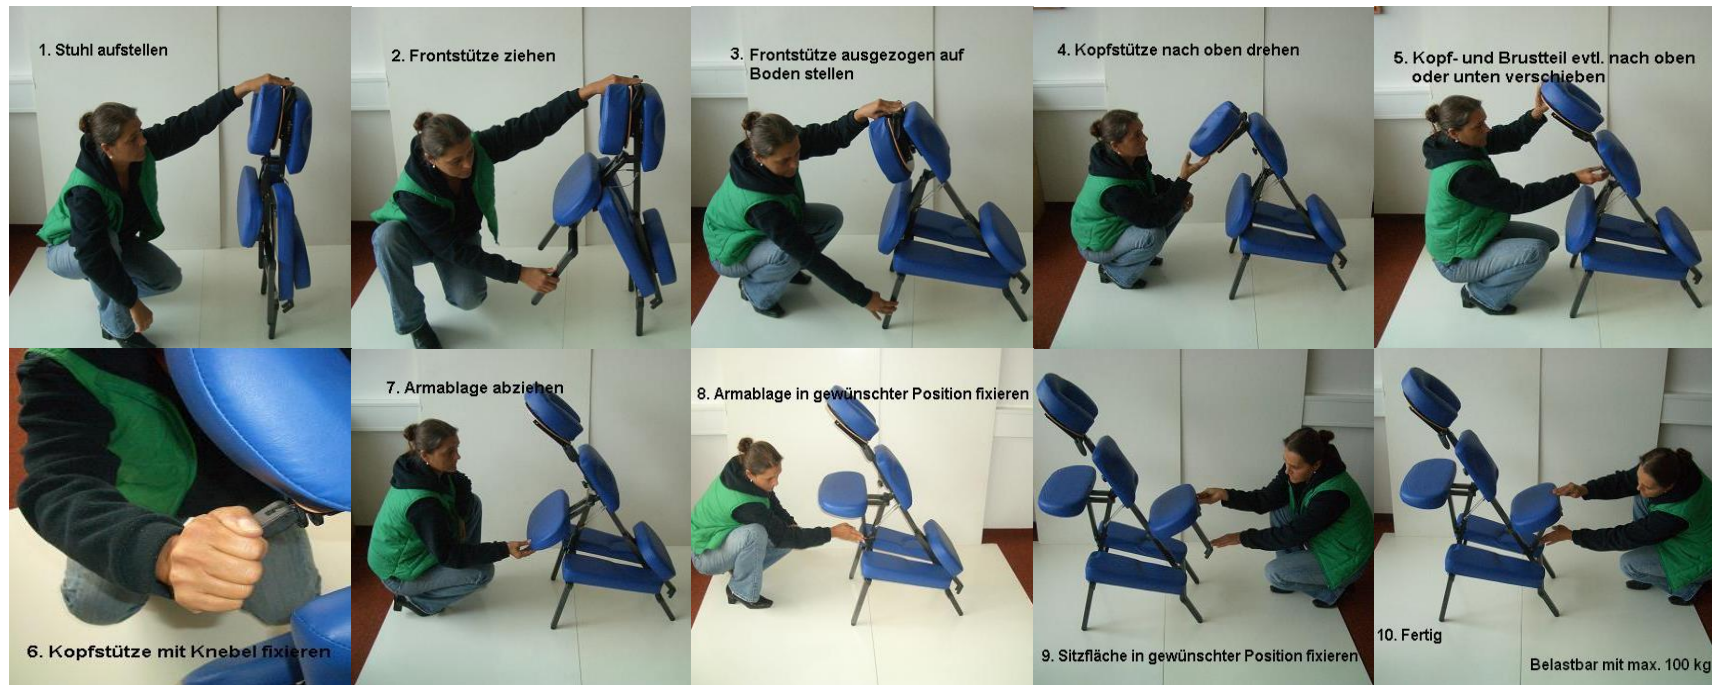 1. Stuhl aufstellen
2. Frontstütze ziehen
3. Frontstütze ausgezogen auf
Boden stellen
4. Kopfstütze nach oben drehen
5. Kopf- und Brustteil evtl. nach oben
oder unten verschieben
6. Kopfstütze mit Knebel fixieren
7. Armablage abziehen
8. Armablage in gewünschter Position fixieren
9. Sitzfläche in gewünschter Position fixieren
10. Fertig
Belastbar mit max. 100 kg